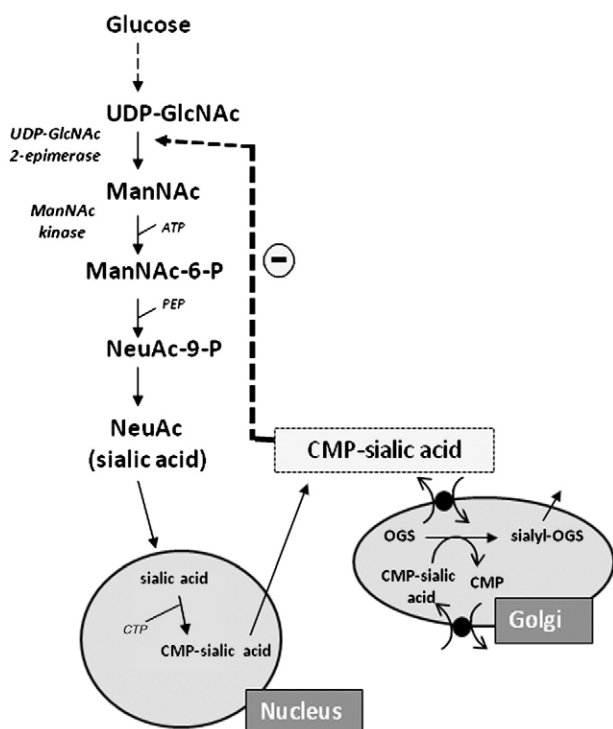 Glucose
UDP-GlcNAc
UDP-GlcNAc
2-epimerase
ManNAc
ManNAc
kinase
ATP
ManNAc-6-P
PEP
NeuAc-9-P
NeuAc
(sialic acid)
CMP-sialic acid
OGS
sialyl-OGS
CMP-sialic
acid
CMP
Golgi
sialic acid
CTP
CMP-sialic acid
Nucleus